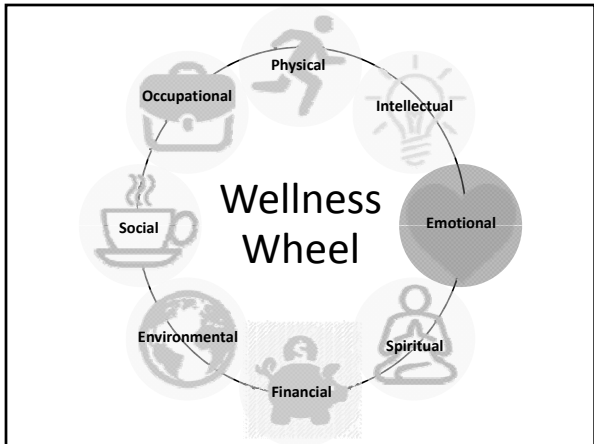 Physical
Occupational
Intellectual
Wellness
Wheel
Social
Emotional
Environmental
Spiritual
$
Financial